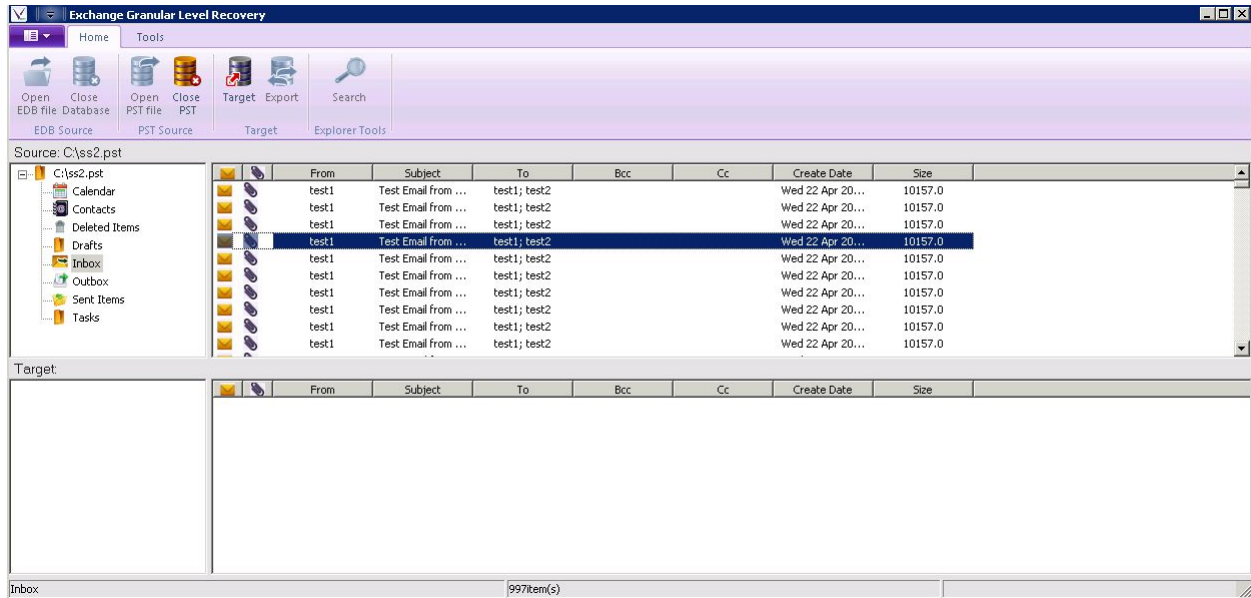 Exchange Granular Level Recovery
Home Tools
Open EDB file Close Database Open PST file Close PST Target Export Search
EDB Source PST Source Target Explorer Tools
Source: C:\ss2.pst
C:\ss2.pst
Calendar
Contacts
Deleted Items
Drafts
Inbox
Outbox
Sent Items
Tasks
From Subject To Bcc Cc Create Date Size
test1 Test Email from ... test1; test2 Wed 22 Apr 20... 10157.0
test1 Test Email from ... test1; test2 Wed 22 Apr 20... 10157.0
test1 Test Email from ... test1; test2 Wed 22 Apr 20... 10157.0
test1 Test Email from ... test1; test2 Wed 22 Apr 20... 10157.0
test1 Test Email from ... test1; test2 Wed 22 Apr 20... 10157.0
test1 Test Email from ... test1; test2 Wed 22 Apr 20... 10157.0
test1 Test Email from ... test1; test2 Wed 22 Apr 20... 10157.0
test1 Test Email from ... test1; test2 Wed 22 Apr 20... 10157.0
test1 Test Email from ... test1; test2 Wed 22 Apr 20... 10157.0
test1 Test Email from ... test1; test2 Wed 22 Apr 20... 10157.0
Target:
From Subject To Bcc Cc Create Date Size
Inbox 997item(s)